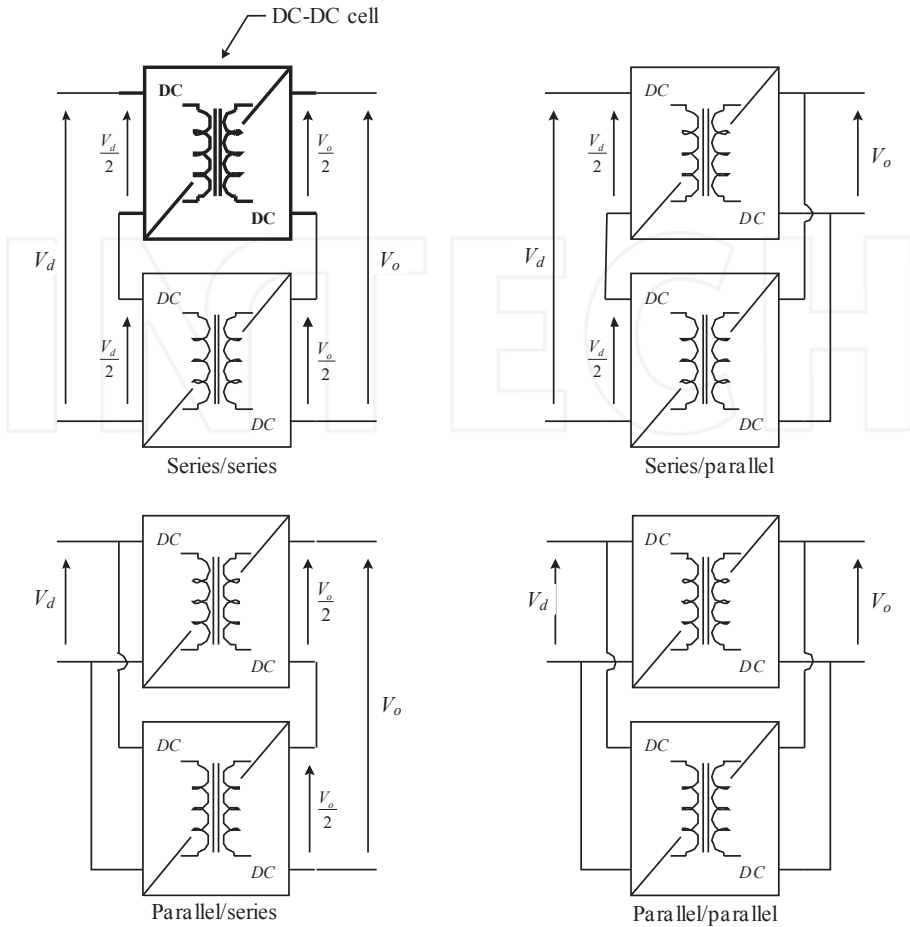 DC-DC cell
DC
V_d/2
V_o/2
DC
V_d
V_o
DC
V_d/2
V_o/2
DC
Series/series
DC
V_d/2
V_o
DC
V_d
DC
V_d/2
DC
Series/parallel
DC
V_d
V_o/2
DC
V_o
DC
V_o/2
DC
Parallel/series
DC
V_d
V_o
DC
DC
DC
Parallel/parallel
INTECH